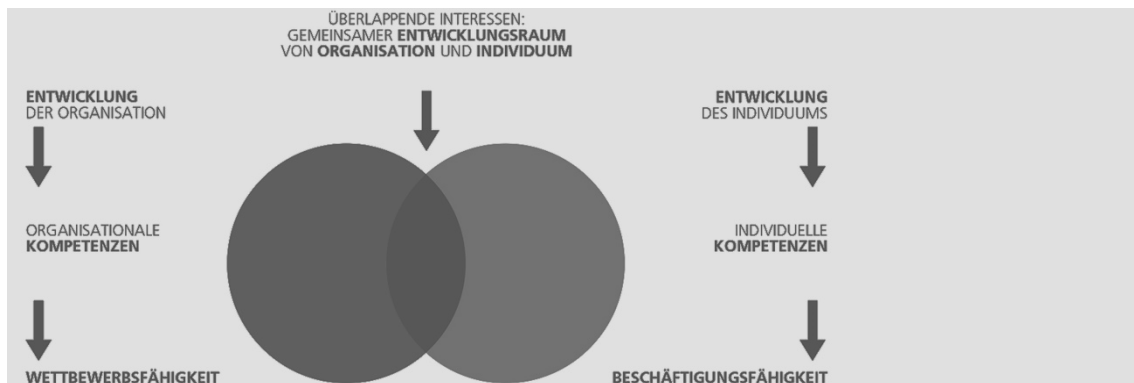 ÜBERLAPPENDE INTERESSEN:
GEMEINSAMER ENTWICKLUNGSRAUM
VON ORGANISATION UND INDIVIDUUM
ENTWICKLUNG
DER ORGANISATION
ORGANISATIONALE
KOMPETENZEN
WETTBEWERBSFÄHIGKEIT
ENTWICKLUNG
DES INDIVIDUUMS
INDIVIDUELLE
KOMPETENZEN
BESCHÄFTIGUNGSFÄHIGKEIT